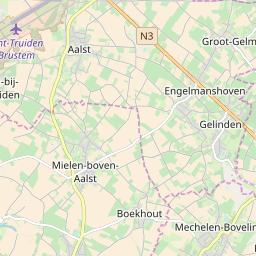 N3
nt-Truiden
Brustem
Groot-Gelm
Aalst
-bij-
iden
Engelmanshoven
Gelinden
Mielen-boven-
Aalst
Boekhout
Mechelen-Bovelin